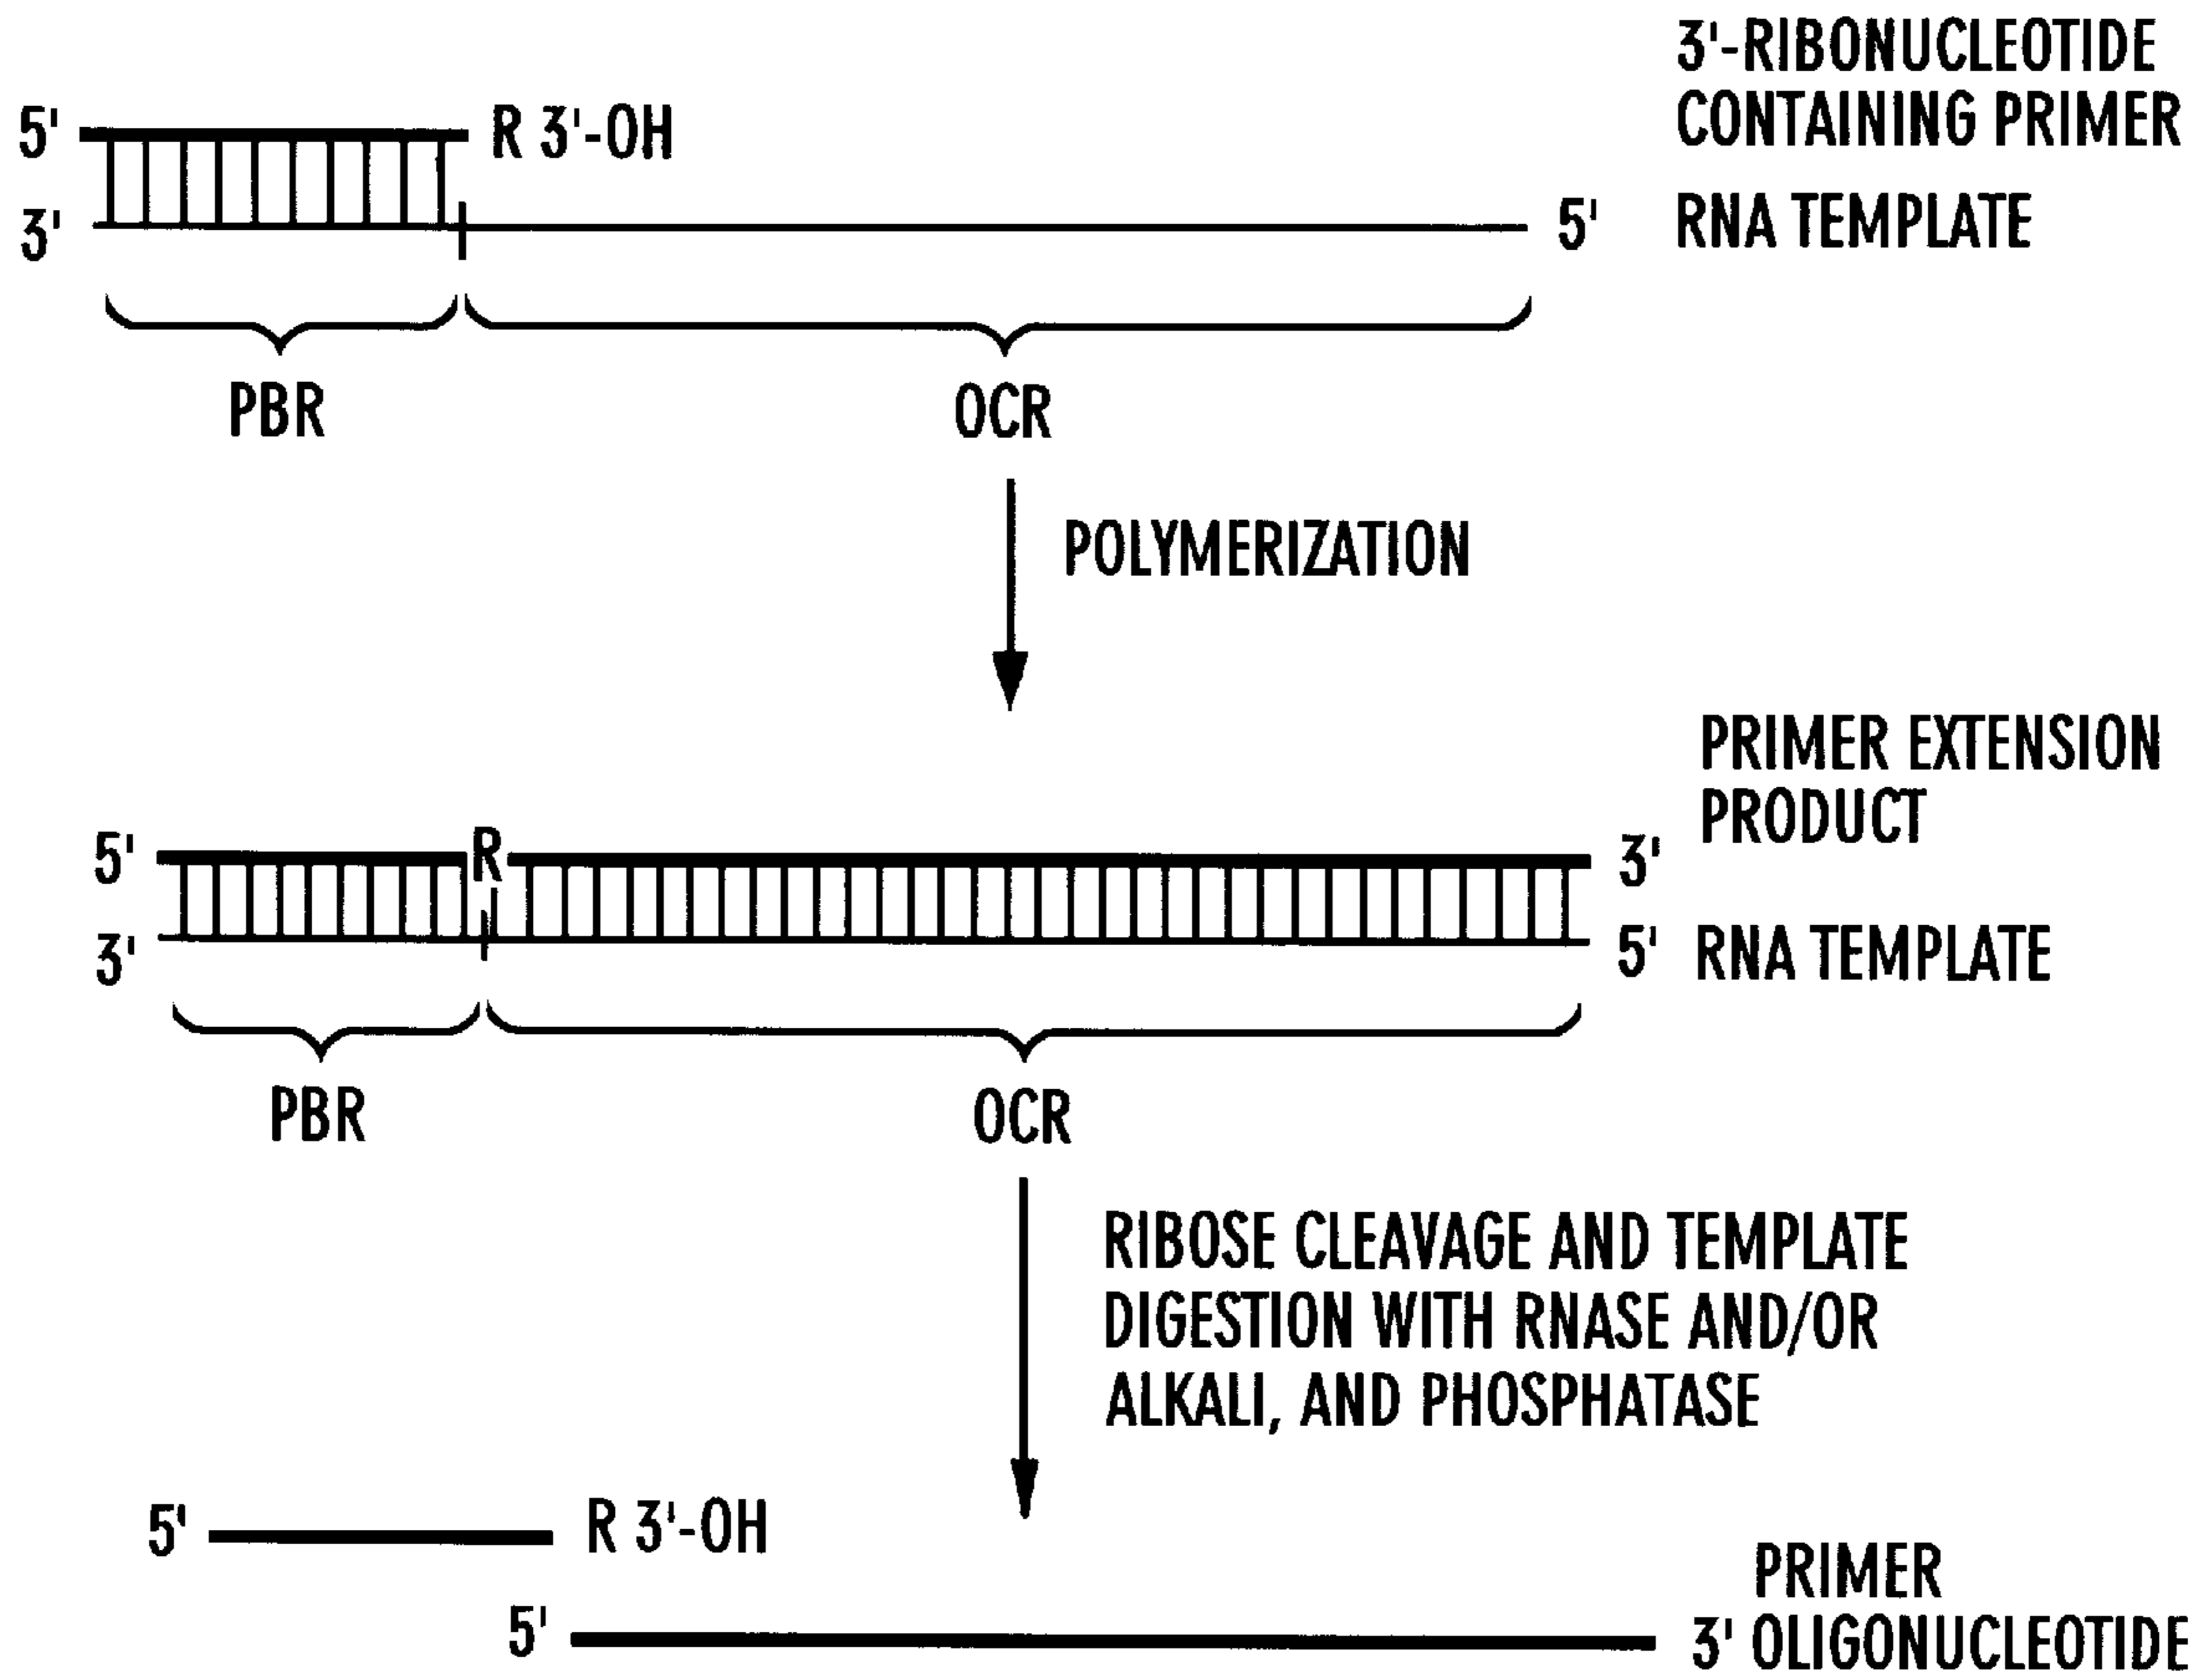 3'-RIBONUCLEOTIDE
CONTAINING PRIMER
5' R 3'-OH
3' 5' RNA TEMPLATE
PBR OCR
POLYMERIZATION
PRIMER EXTENSION
PRODUCT
5' R 3'
3' 5' RNA TEMPLATE
PBR OCR
RIBOSE CLEAVAGE AND TEMPLATE
DIGESTION WITH RNASE AND/OR
ALKALI, AND PHOSPHATASE
5' R 3'-OH
PRIMER
5' 3' OLIGONUCLEOTIDE